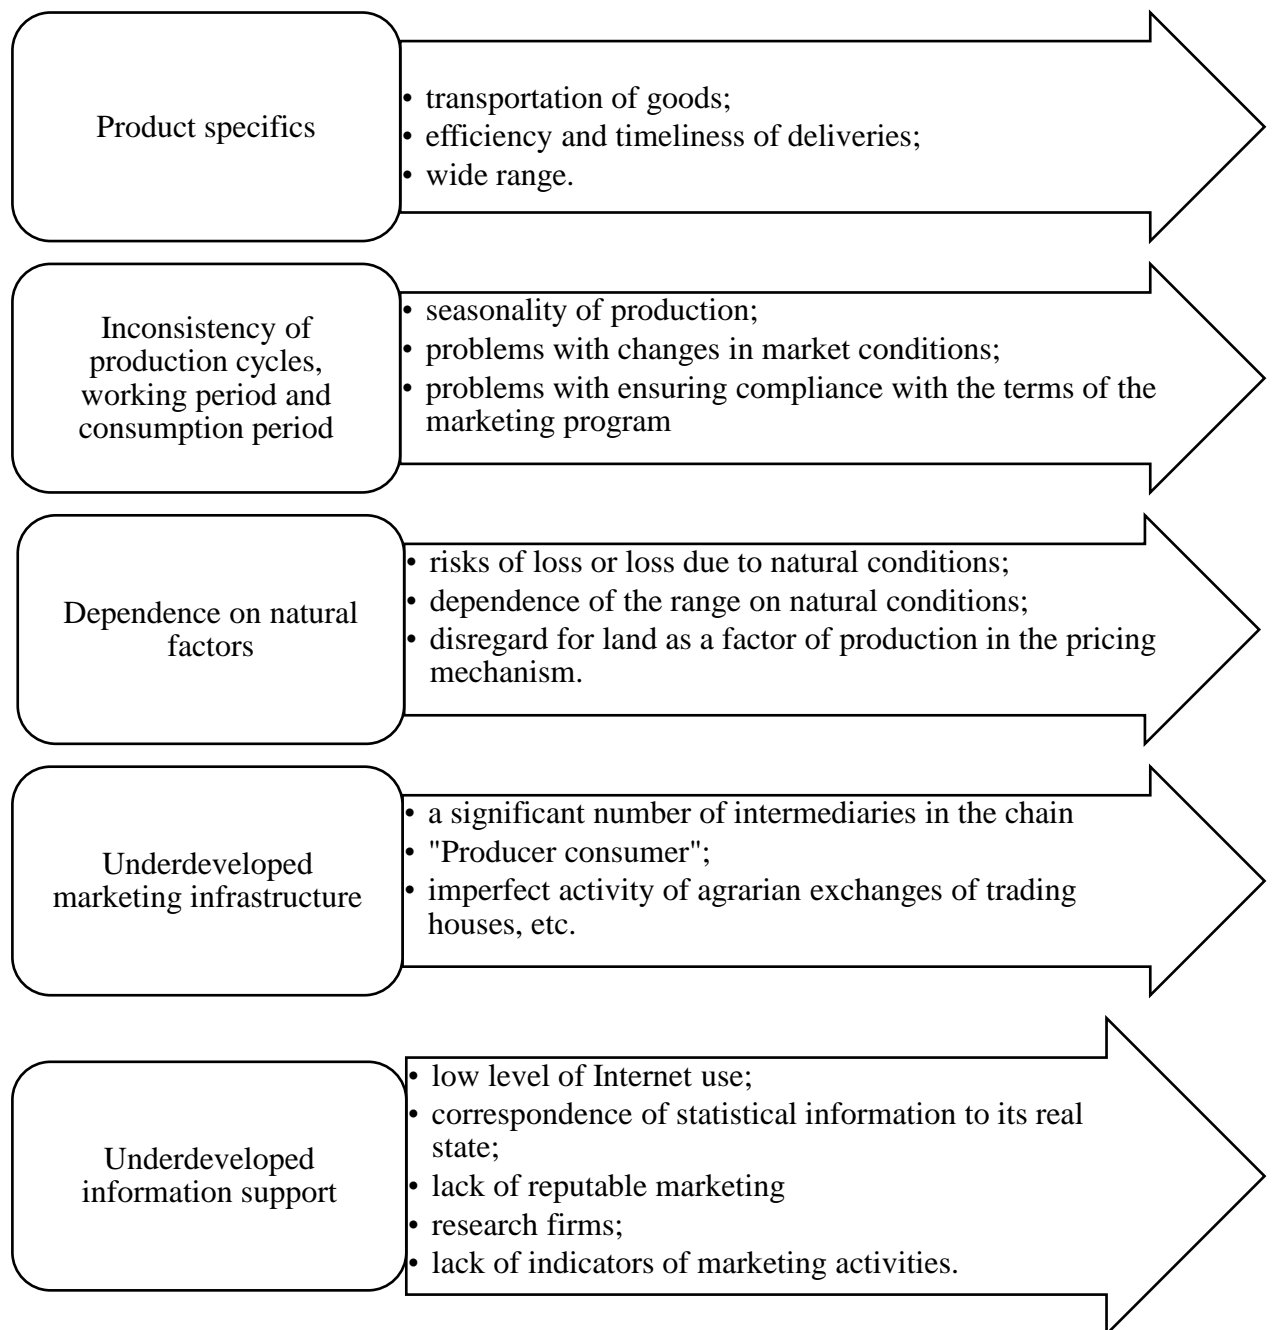 Product specifics
• transportation of goods;
• efficiency and timeliness of deliveries;
• wide range.
Inconsistency of
production cycles,
working period and
consumption period
• seasonality of production;
• problems with changes in market conditions;
• problems with ensuring compliance with the terms of the
marketing program
Dependence on natural
factors
• risks of loss or loss due to natural conditions;
• dependence of the range on natural conditions;
• disregard for land as a factor of production in the pricing
mechanism.
Underdeveloped
marketing infrastructure
• a significant number of intermediaries in the chain
• "Producer consumer";
• imperfect activity of agrarian exchanges of trading
houses, etc.
Underdeveloped
information support
• low level of Internet use;
• correspondence of statistical information to its real
state;
• lack of reputable marketing
• research firms;
• lack of indicators of marketing activities.